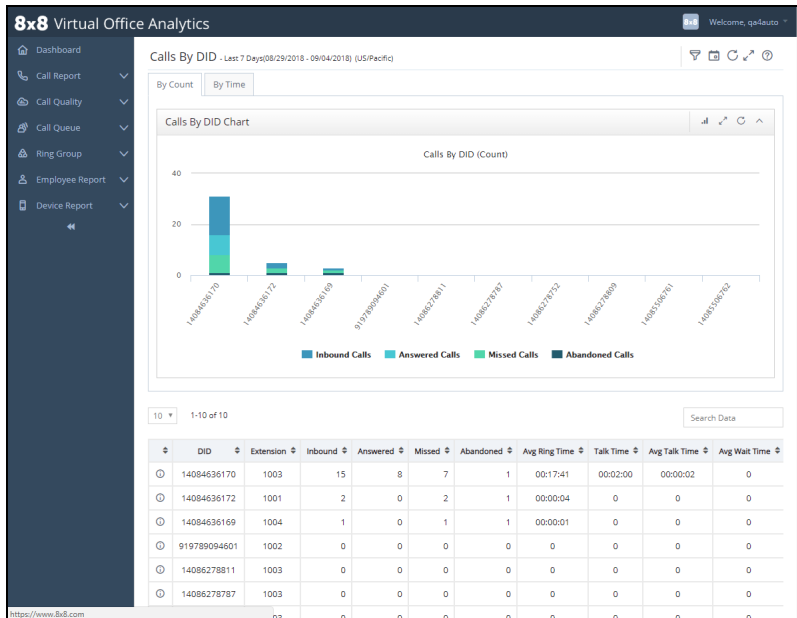 8x8 Virtual Office Analytics
8x8 Welcome, qa4auto
Dashboard
Call Report
Call Quality
Call Queue
Ring Group
Employee Report
Device Report
Calls By DID - Last 7 Days(08/29/2018 - 09/04/2018) (US/Pacific)
By Count By Time
Calls By DID Chart
Calls By DID (Count)
40
20
0
14084636170 14084636172 14084636169 919789094601 14086278811 14086278787 14086278752 14086278809 14085506761 14085506762
Inbound Calls Answered Calls Missed Calls Abandoned Calls
10 1-10 of 10 Search Data
DID Extension Inbound Answered Missed Abandoned Avg Ring Time Talk Time Avg Talk Time Avg Wait Time
14084636170 1003 15 8 7 1 00:17:41 00:02:00 00:00:02 0
14084636172 1001 2 0 2 1 00:00:04 0 0 0
14084636169 1004 1 0 1 1 00:00:01 0 0 0
919789094601 1002 0 0 0 0 0 0 0 0
14086278811 1003 0 0 0 0 0 0 0 0
14086278787 1003 0 0 0 0 0 0 0 0
https://www.8x8.com